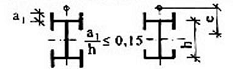 a₁
a₁/h ≤ 0,15
h
c